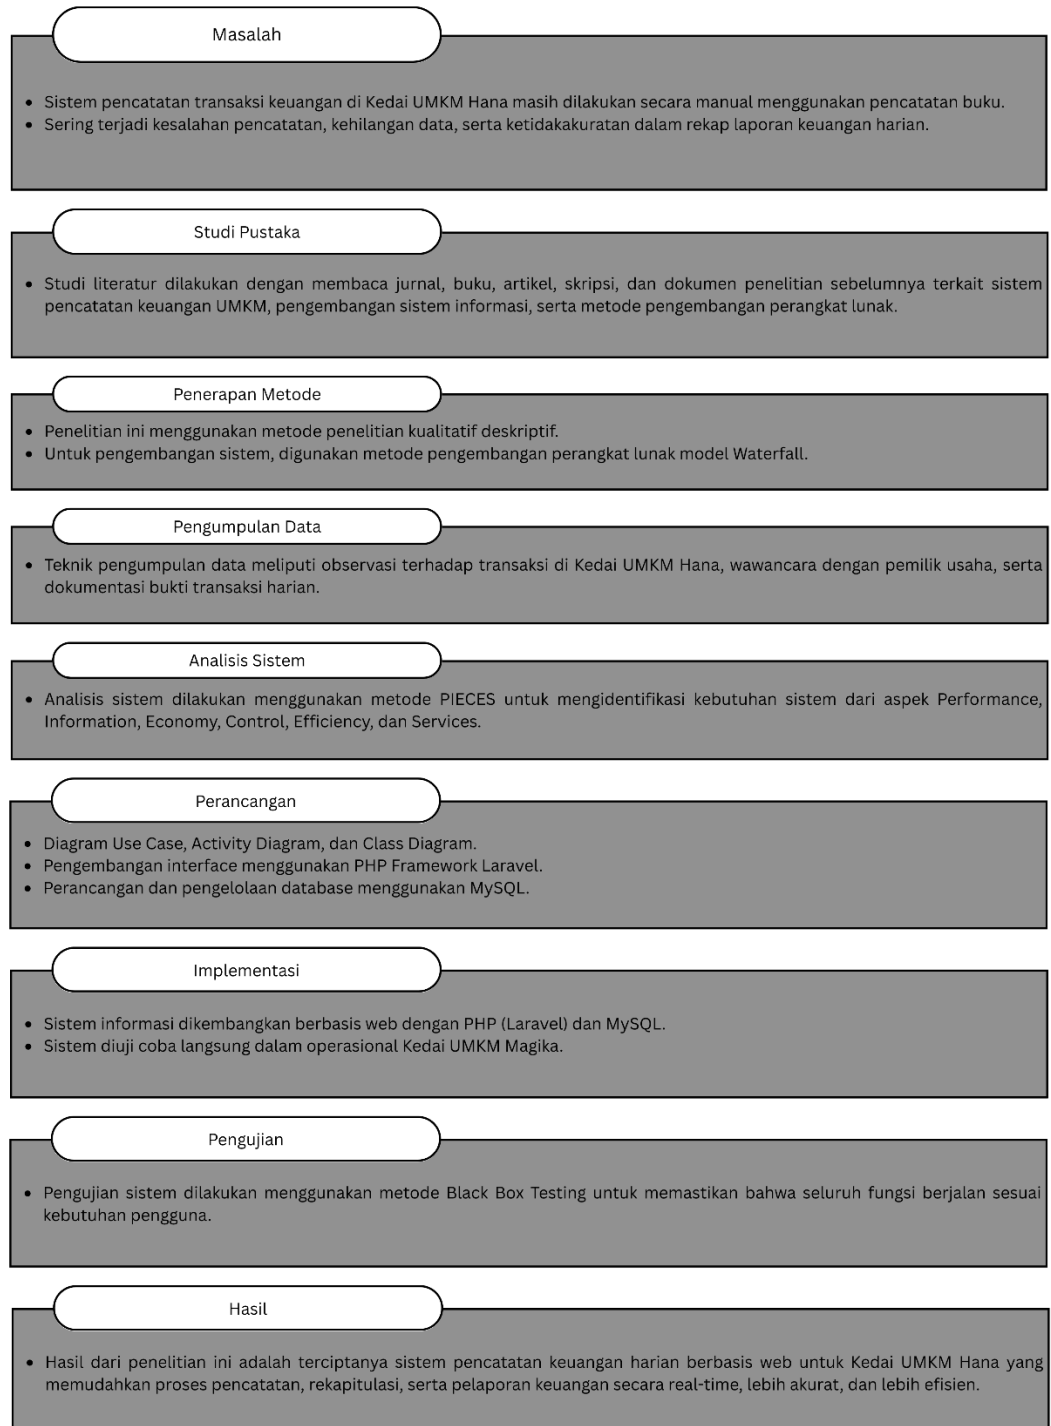 Masalah
• Sistem pencatatan transaksi keuangan di Kedai UMKM Hana masih dilakukan secara manual menggunakan pencatatan buku.
• Sering terjadi kesalahan pencatatan, kehilangan data, serta ketidakakuratan dalam rekap laporan keuangan harian.
Studi Pustaka
• Studi literatur dilakukan dengan membaca jurnal, buku, artikel, skripsi, dan dokumen penelitian sebelumnya terkait sistem
pencatatan keuangan UMKM, pengembangan sistem informasi, serta metode pengembangan perangkat lunak.
Penerapan Metode
• Penelitian ini menggunakan metode penelitian kualitatif deskriptif.
• Untuk pengembangan sistem, digunakan metode pengembangan perangkat lunak model Waterfall.
Pengumpulan Data
• Teknik pengumpulan data meliputi observasi terhadap transaksi di Kedai UMKM Hana, wawancara dengan pemilik usaha, serta
dokumentasi bukti transaksi harian.
Analisis Sistem
• Analisis sistem dilakukan menggunakan metode PIECES untuk mengidentifikasi kebutuhan sistem dari aspek Performance,
Information, Economy, Control, Efficiency, dan Services.
Perancangan
• Diagram Use Case, Activity Diagram, dan Class Diagram.
• Pengembangan interface menggunakan PHP Framework Laravel.
• Perancangan dan pengelolaan database menggunakan MySQL.
Implementasi
• Sistem informasi dikembangkan berbasis web dengan PHP (Laravel) dan MySQL.
• Sistem diuji coba langsung dalam operasional Kedai UMKM Magika.
Pengujian
• Pengujian sistem dilakukan menggunakan metode Black Box Testing untuk memastikan bahwa seluruh fungsi berjalan sesuai
kebutuhan pengguna.
Hasil
• Hasil dari penelitian ini adalah terciptanya sistem pencatatan keuangan harian berbasis web untuk Kedai UMKM Hana yang
memudahkan proses pencatatan, rekapitulasi, serta pelaporan keuangan secara real-time, lebih akurat, dan lebih efisien.